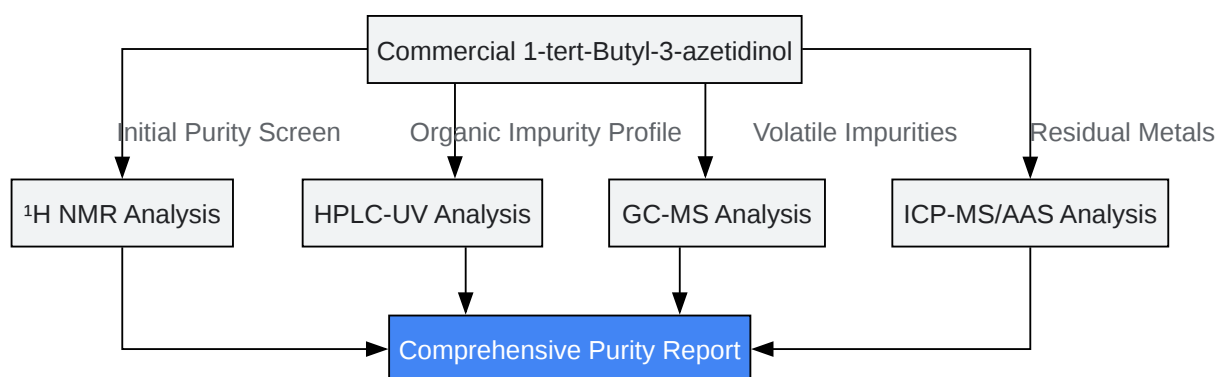 Commercial 1-tert-Butyl-3-azetidinol
Initial Purity Screen
Organic Impurity Profile
Volatile Impurities
Residual Metals
¹H NMR Analysis
HPLC-UV Analysis
GC-MS Analysis
ICP-MS/AAS Analysis
Comprehensive Purity Report